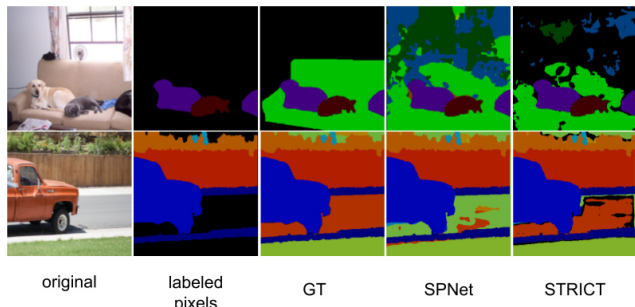 original
labeled
pixels
GT
SPNet
STRICT